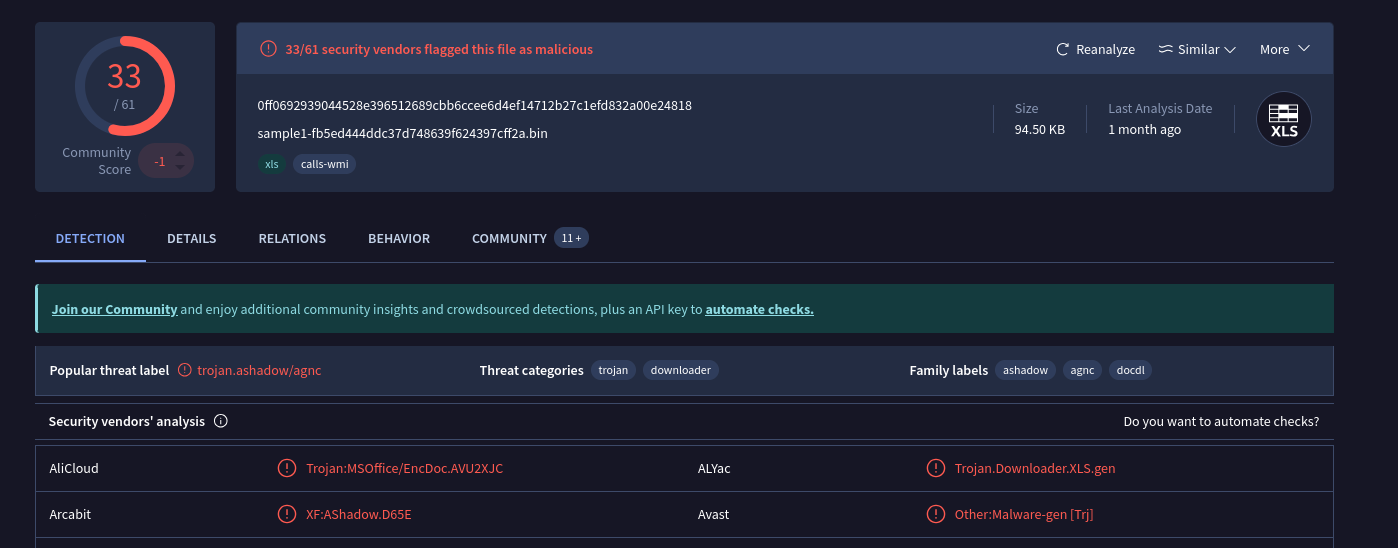 33
/ 61
Community Score
-1
33/61 security vendors flagged this file as malicious
Reanalyze
Similar
More
0ff0692939044528e396512689cbb6ccee6d4ef14712b27c1efd832a00e24818
sample1-fb5ed444ddc37d748639f624397cff2a.bin
xls
calls-wmi
Size
94.50 KB
Last Analysis Date
1 month ago
XLS
DETECTION
DETAILS
RELATIONS
BEHAVIOR
COMMUNITY 11 +
Join our Community and enjoy additional community insights and crowdsourced detections, plus an API key to automate checks.
Popular threat label trojan.ashadow/agnc
Threat categories trojan downloader
Family labels ashadow agnc docdl
Security vendors' analysis
Do you want to automate checks?
AliCloud Trojan:MSOffice/EncDoc.AVU2XJC
ALYac Trojan.Downloader.XLS.gen
Arcabit XF:AShadow.D65E
Avast Other:Malware-gen [Trj]